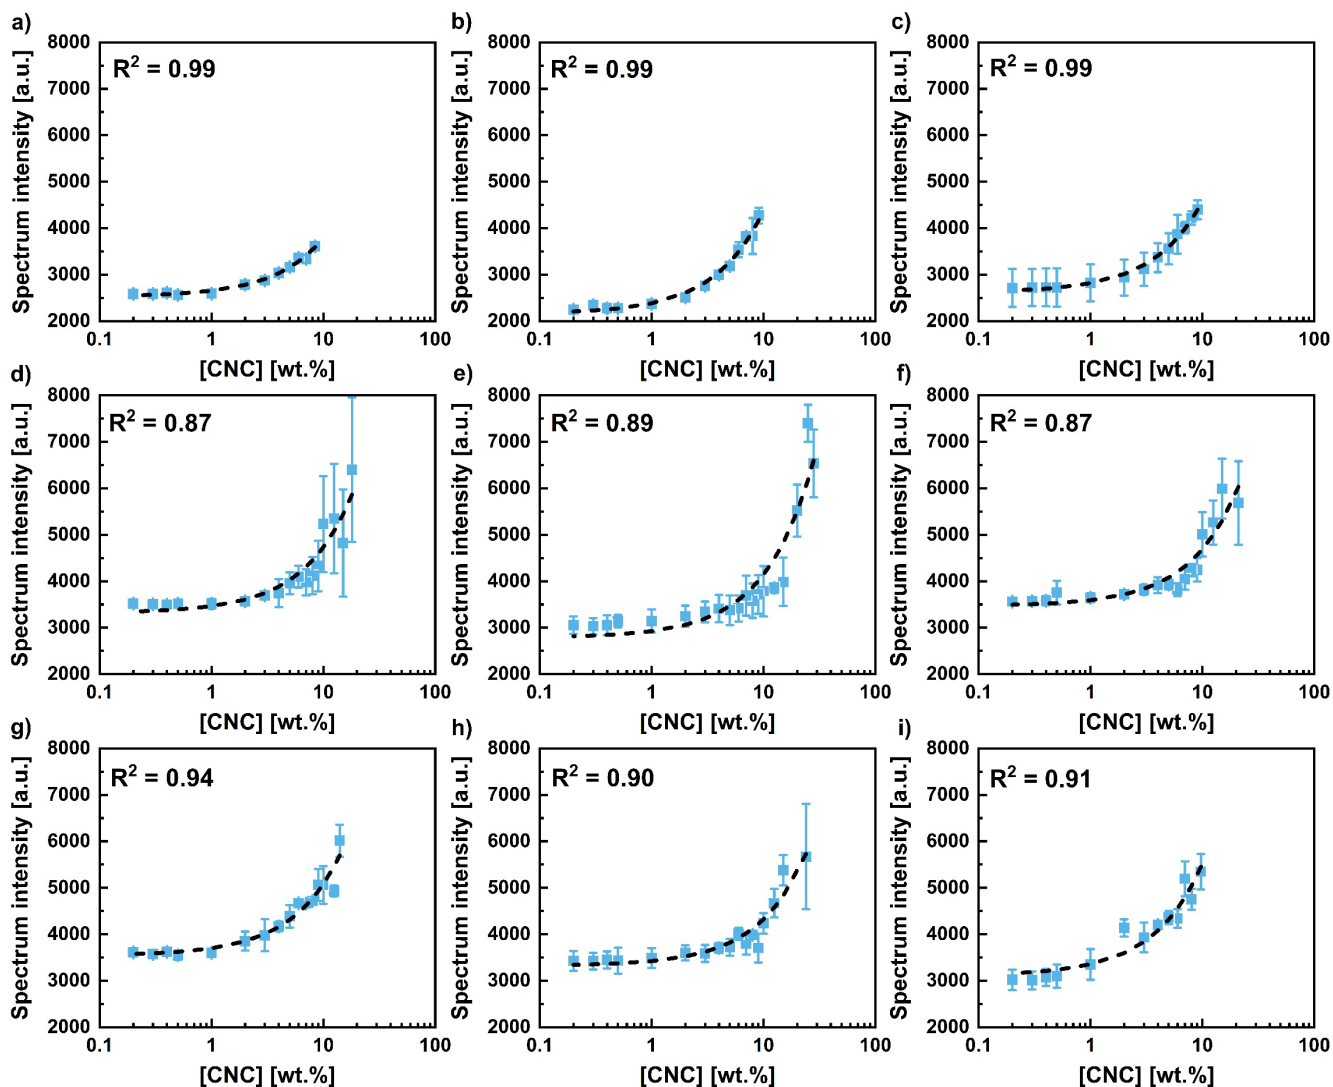 a)
R² = 0.99
Spectrum intensity [a.u.]
8000
7000
6000
5000
4000
3000
2000
0.1 1 10 100
[CNC] [wt.%]
b)
R² = 0.99
Spectrum intensity [a.u.]
8000
7000
6000
5000
4000
3000
2000
0.1 1 10 100
[CNC] [wt.%]
c)
R² = 0.99
Spectrum intensity [a.u.]
8000
7000
6000
5000
4000
3000
2000
0.1 1 10 100
[CNC] [wt.%]
d)
R² = 0.87
Spectrum intensity [a.u.]
8000
7000
6000
5000
4000
3000
2000
0.1 1 10 100
[CNC] [wt.%]
e)
R² = 0.89
Spectrum intensity [a.u.]
8000
7000
6000
5000
4000
3000
2000
0.1 1 10 100
[CNC] [wt.%]
f)
R² = 0.87
Spectrum intensity [a.u.]
8000
7000
6000
5000
4000
3000
2000
0.1 1 10 100
[CNC] [wt.%]
g)
R² = 0.94
Spectrum intensity [a.u.]
8000
7000
6000
5000
4000
3000
2000
0.1 1 10 100
[CNC] [wt.%]
h)
R² = 0.90
Spectrum intensity [a.u.]
8000
7000
6000
5000
4000
3000
2000
0.1 1 10 100
[CNC] [wt.%]
i)
R² = 0.91
Spectrum intensity [a.u.]
8000
7000
6000
5000
4000
3000
2000
0.1 1 10 100
[CNC] [wt.%]